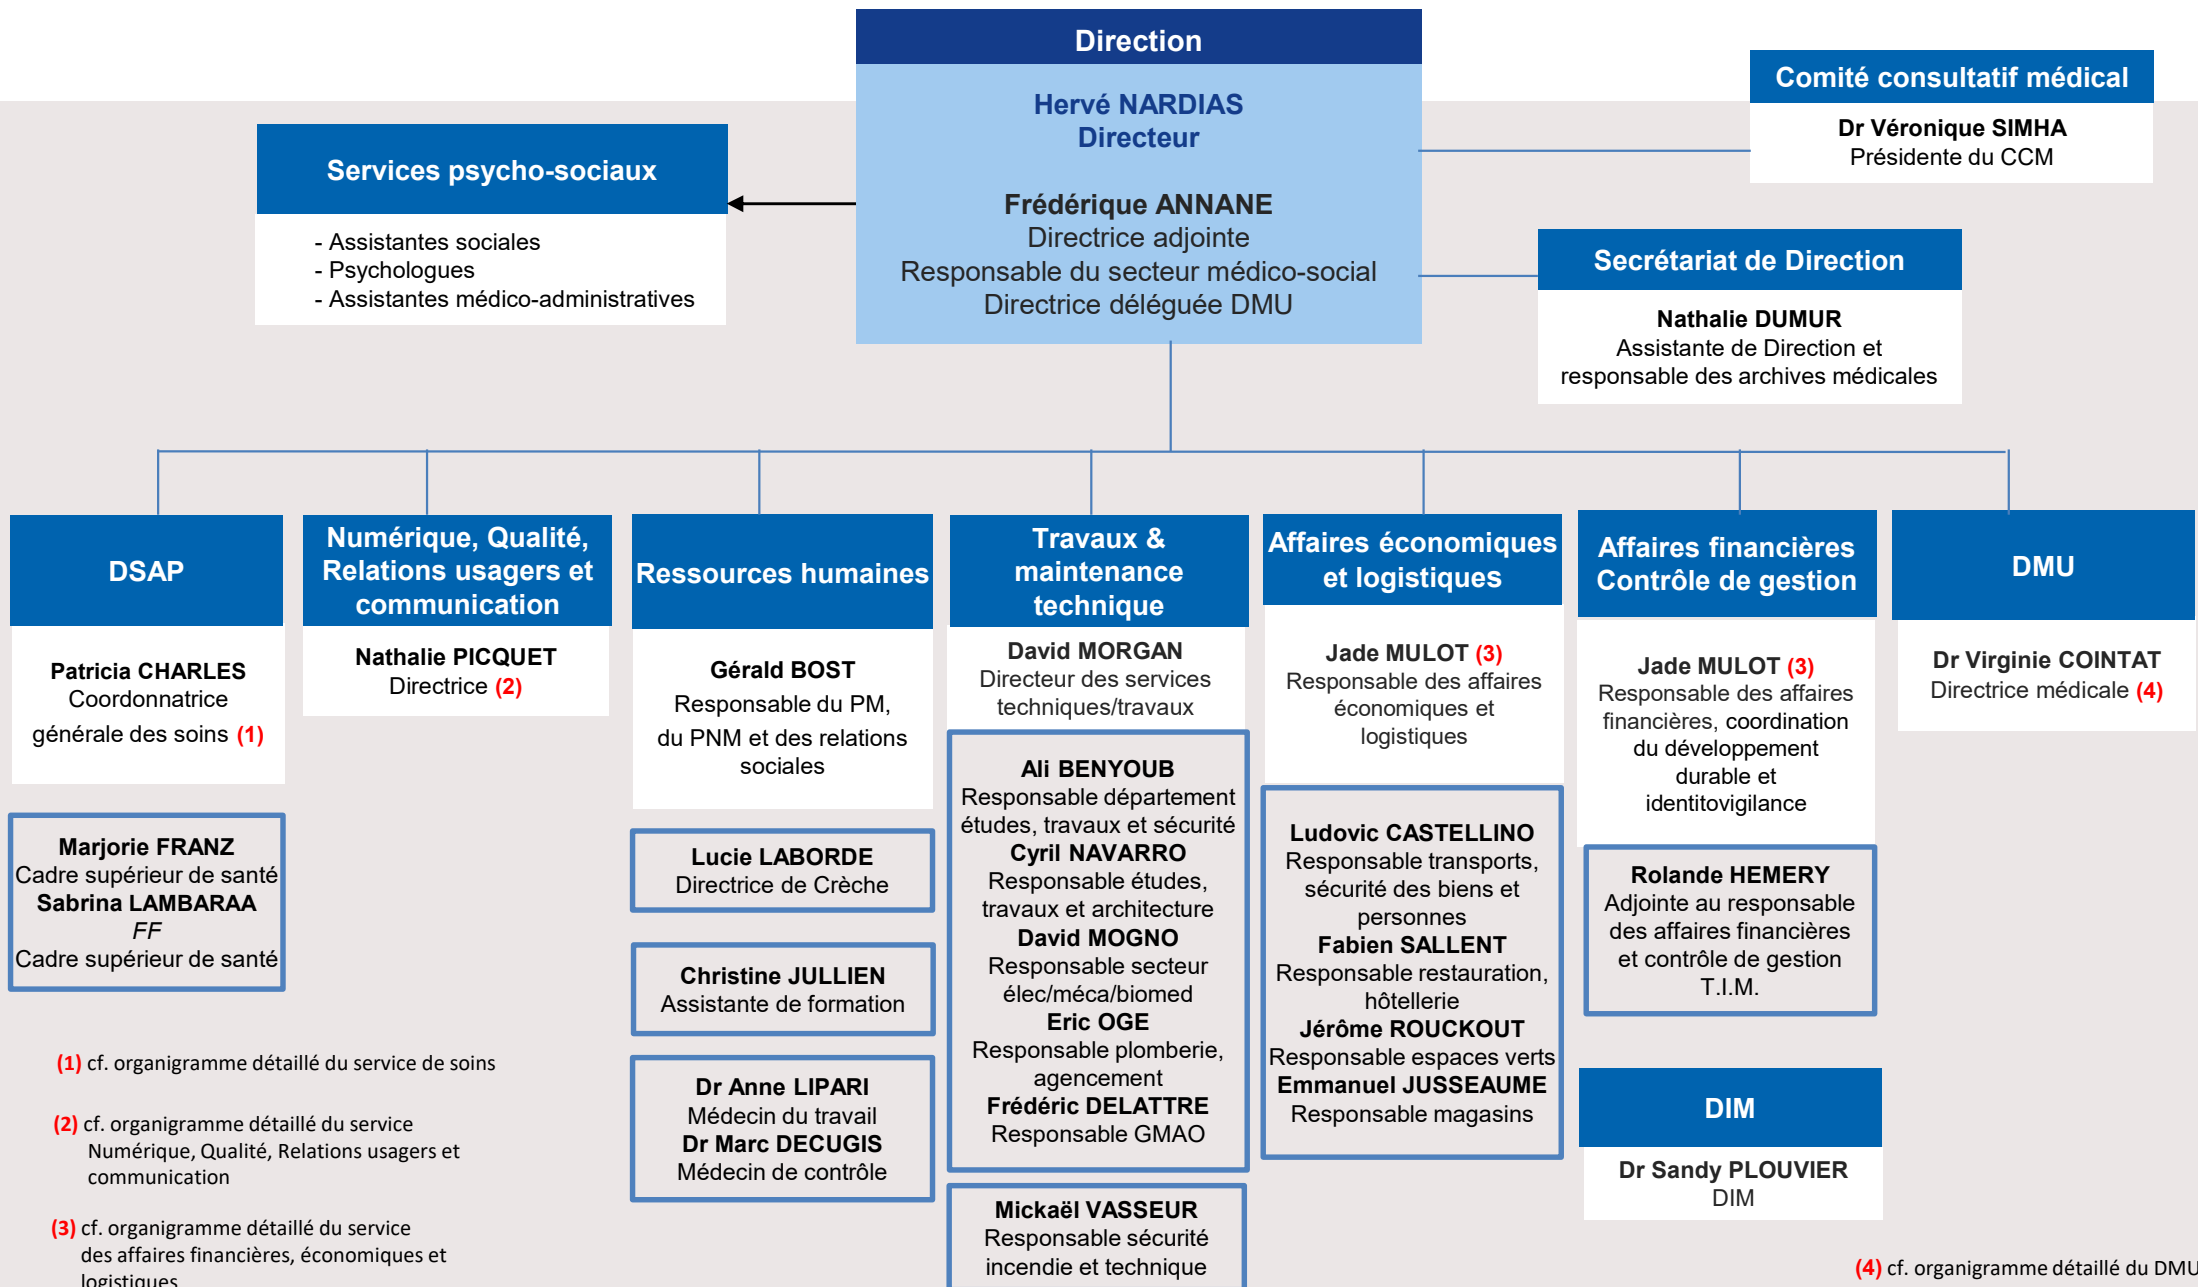 Direction
Hervé NARDIAS
Directeur
Frédérique ANNANE
Directrice adjointe
Responsable du secteur médico-social
Directrice déléguée DMU
Comité consultatif médical
Dr Véronique SIMHA
Présidente du CCM
Services psycho-sociaux
- Assistantes sociales
- Psychologues
- Assistantes médico-administratives
Secrétariat de Direction
Nathalie DUMUR
Assistante de Direction et
responsable des archives médicales
DSAP
Patricia CHARLES
Coordonnatrice
générale des soins (1)
Marjorie FRANZ
Cadre supérieur de santé
Sabrina LAMBARAA
FF
Cadre supérieur de santé
Numérique, Qualité,
Relations usagers et
communication
Nathalie PICQUET
Directrice (2)
Ressources humaines
Gérald BOST
Responsable du PM,
du PNM et des relations
sociales
Lucie LABORDE
Directrice de Crèche
Christine JULLIEN
Assistante de formation
Dr Anne LIPARI
Médecin du travail
Dr Marc DECUGIS
Médecin de contrôle
Travaux &
maintenance
technique
David MORGAN
Directeur des services
techniques/travaux
Ali BENYOUB
Responsable département
études, travaux et sécurité
Cyril NAVARRO
Responsable études,
travaux et architecture
David MOGNO
Responsable secteur
élec/méca/biomed
Eric OGE
Responsable plomberie,
agencement
Frédéric DELATTRE
Responsable GMAO
Mickaël VASSEUR
Responsable sécurité
incendie et technique
Affaires économiques
et logistiques
Jade MULOT (3)
Responsable des affaires
économiques et
logistiques
Ludovic CASTELLINO
Responsable transports,
sécurité des biens et
personnes
Fabien SALLENT
Responsable restauration,
hôtellerie
Jérôme ROUCKOUT
Responsable espaces verts
Emmanuel JUSSEAUME
Responsable magasins
Affaires financières
Contrôle de gestion
Jade MULOT (3)
Responsable des affaires
financières, coordination
du développement
durable et
identitovigilance
Rolande HEMERY
Adjointe au responsable
des affaires financières
et contrôle de gestion
T.I.M.
DIM
Dr Sandy PLOUVIER
DIM
DMU
Dr Virginie COINTAT
Directrice médicale (4)
(1) cf. organigramme détaillé du service de soins
(2) cf. organigramme détaillé du service
Numérique, Qualité, Relations usagers et
communication
(3) cf. organigramme détaillé du service
des affaires financières, économiques et
logistiques
(4) cf. organigramme détaillé du DMU